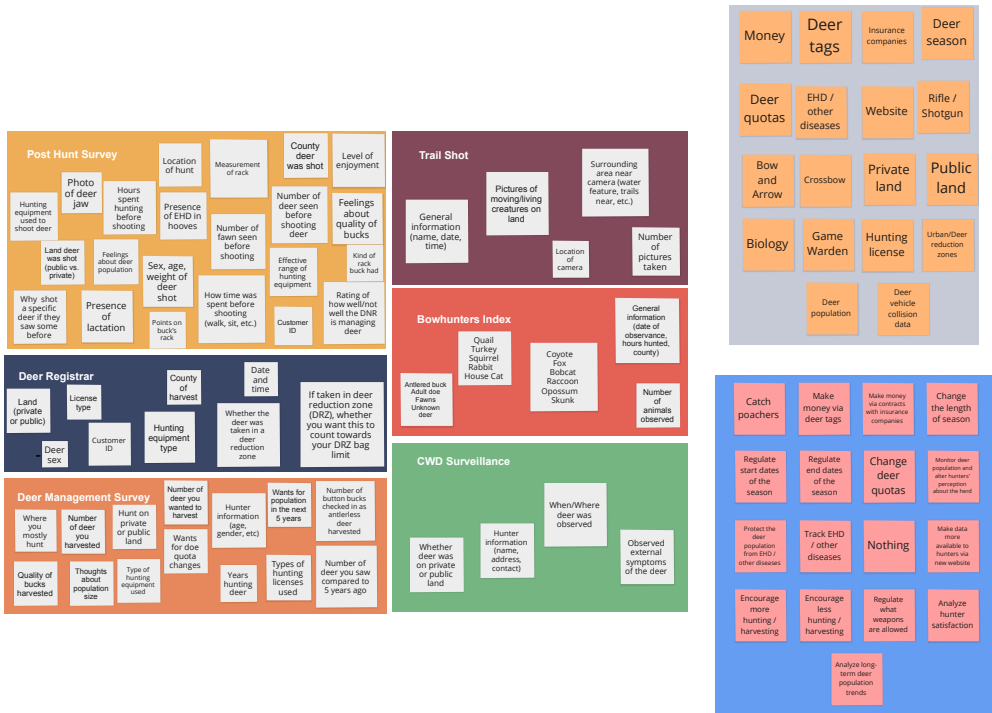 Post Hunt Survey
Location
of hunt
Measurement
of rack
County
deer
was shot
Level of
enjoyment
Hunting
equipment
used to
shoot deer
Photo
of deer
jaw
Hours
spent
hunting
before
shooting
Presence
of EHD in
hooves
Number of
fawn seen
before
shooting
Number of
deer seen
before
shooting
deer
Feelings
about
quality of
bucks
Land deer
was shot
(public vs.
private)
Feelings
about deer
population
Sex, age,
weight of
deer
shot
Effective
range of
hunting
equipment
Kind of
rack
buck had
Why shot
a specific
deer if they
saw some
before
Presence
of
lactation
Points on
buck's
rack
How time was
spent before
shooting
(walk, sit, etc.)
Customer
ID
Rating of
how well/not
well the DNR
is managing
deer
Deer Registrar
Land
(private
or public)
License
type
County
of
harvest
Date
and
time
Deer
sex
Customer
ID
Hunting
equipment
type
Whether the
deer was
taken in a
deer
reduction
zone
If taken in deer
reduction zone
(DRZ), whether
you want this to
count towards
your DRZ bag
limit
Deer Management Survey
Where
you
mostly
hunt
Number
of deer
you
harvested
Hunt on
private
or public
land
Number of
deer you
wanted to
harvest
Hunter
information
(age,
gender, etc)
Wants for
population
in the next
5 years
Number of
button bucks
checked in as
antlerless
deer
harvested
Quality of
bucks
harvested
Thoughts
about
population
size
Type of
hunting
equipment
used
Wants
for doe
quota
changes
Years
hunting
deer
Types of
hunting
licenses
used
Number of
deer you saw
compared to
5 years ago
Trail Shot
General
information
(name, date,
time)
Pictures of
moving/living
creatures on
land
Surrounding
area near
camera (water
feature, trails
near, etc.)
Location
of
camera
Number
of
pictures
taken
Bowhunters Index
Antlered buck
Adult doe
Fawns
Unknown
deer
Quail
Turkey
Squirrel
Rabbit
House Cat
Coyote
Fox
Bobcat
Raccoon
Opossum
Skunk
General
information
(date of
observance,
hours hunted,
county)
Number
of
animals
observed
CWD Surveillance
Whether
deer was
on private
or public
land
Hunter
information
(name,
address,
contact)
When/Where
deer was
observed
Observed
external
symptoms
of the deer
Money
Deer
tags
Insurance
companies
Deer
season
Deer
quotas
EHD /
other
diseases
Website
Rifle /
Shotgun
Bow
and
Arrow
Crossbow
Private
land
Public
land
Biology
Game
Warden
Hunting
license
Urban/Deer
reduction
zones
Deer
population
Deer
vehicle
collision
data
Catch
poachers
Make
money via
deer tags
Make money
via contracts
with insurance
companies
Change
the length
of season
Regulate
start dates
of the
season
Regulate
end dates
of the
season
Change
deer
quotas
Monitor deer
population and
alter hunters'
perception
about the herd
Protect the
deer
population
from EHD /
other diseases
Track EHD
/ other
diseases
Nothing
Make data
more
available to
hunters via
new website
Encourage
more
hunting /
harvesting
Encourage
less
hunting /
harvesting
Regulate
what
weapons
are allowed
Analyze
hunter
satisfaction
Analyze long-
term deer
population
trends